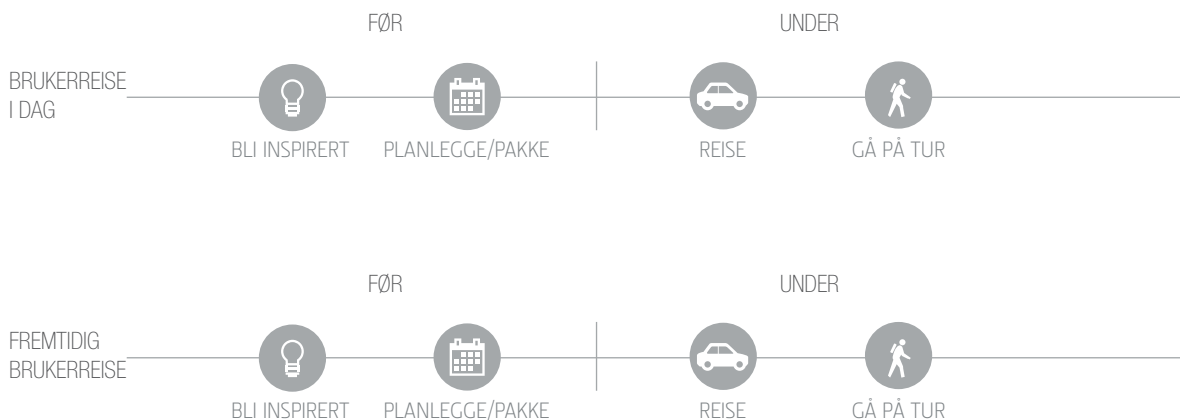 FØR UNDER
BRUKERREISE
I DAG
BLI INSPIRERT PLANLEGGE/PAKKE REISE GÅ PÅ TUR
FØR UNDER
FREMTIDIG
BRUKERREISE
BLI INSPIRERT PLANLEGGE/PAKKE REISE GÅ PÅ TUR